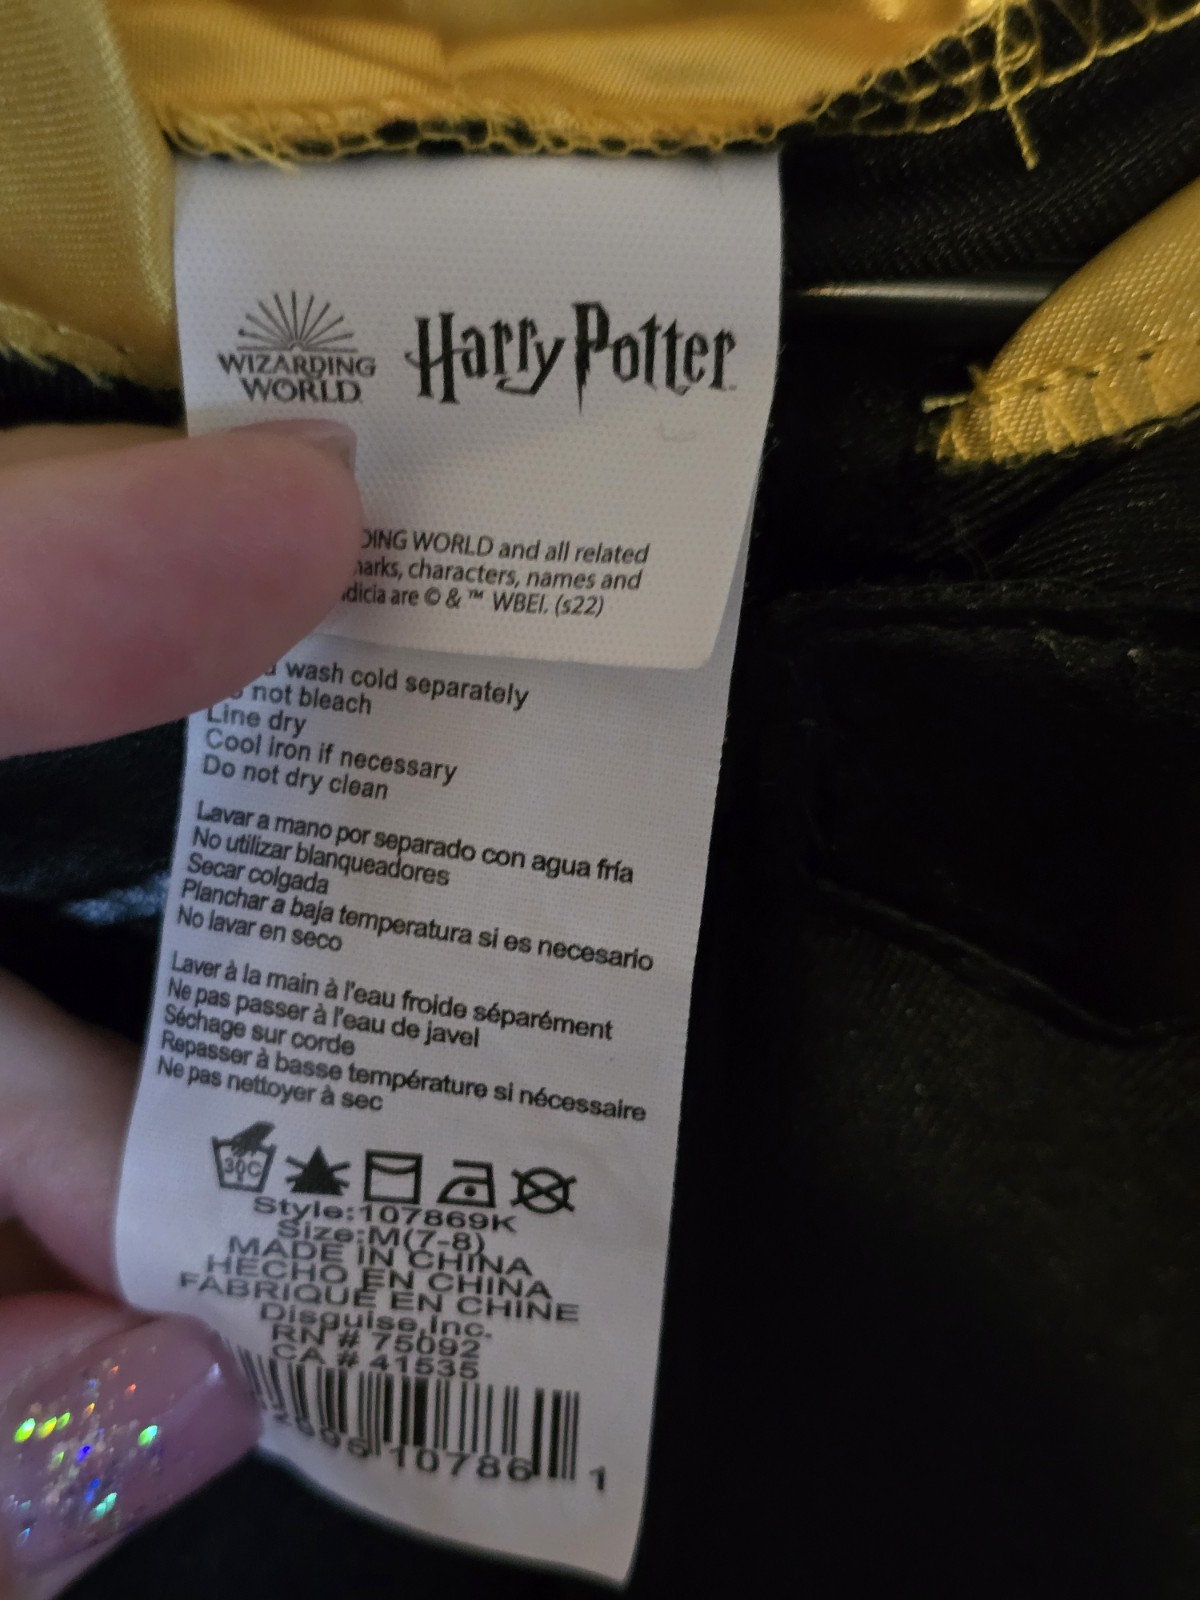 WIZARDING
WORLD
Harry Potter
DING WORLD and all related
arks, characters, names and
dicia are © & ™ WBEI. (s22)
wash cold separately
not bleach
Line dry
Cool iron if necessary
Do not dry clean
Lavar a mano por separado con agua fría
No utilizar blanqueadores
Secar colgada
Planchar a baja temperatura si es necesario
No lavar en seco
Laver à la main à l'eau froide séparément
Ne pas passer à l'eau de javel
Séchage sur corde
Repasser à basse température si nécessaire
Ne pas nettoyer à sec
30C
Style:107869K
Size:M(7-8)
MADE IN CHINA
HECHO EN CHINA
FABRIQUE EN CHINE
Disguise,Inc.
RN # 75092
CA # 41535
995 10786 1